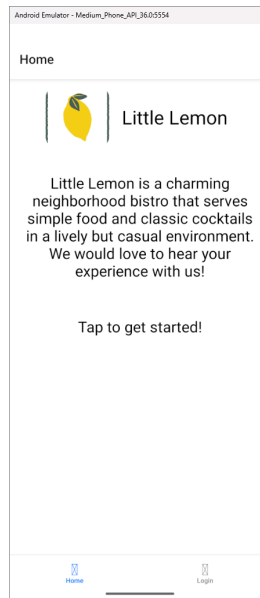 Android Emulator - Medium_Phone_API_36.0:5554
Home
Little Lemon
Little Lemon is a charming
neighborhood bistro that serves
simple food and classic cocktails
in a lively but casual environment.
We would love to hear your
experience with us!
Tap to get started!
Home
Login